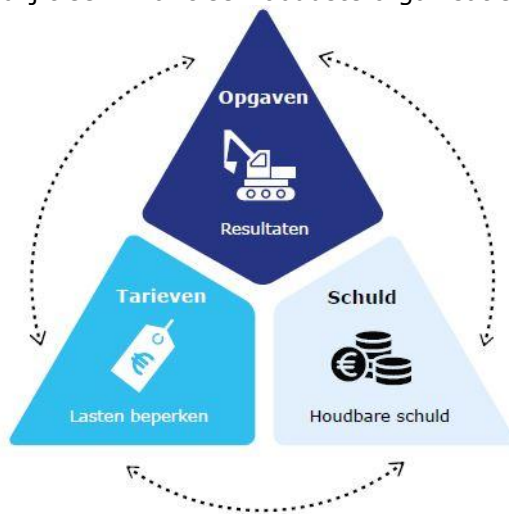 Opgaven
Resultaten
Tarieven
Schuld
€
€
Lasten beperken
Houdbare schuld